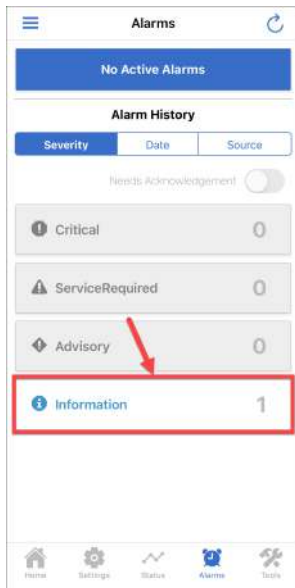 Alarms
No Active Alarms
Alarm History
Severity Date Source
Needs Acknowledgement
Critical 0
ServiceRequired 0
Advisory 0
Information 1
Home Settings Status Alarms Tools